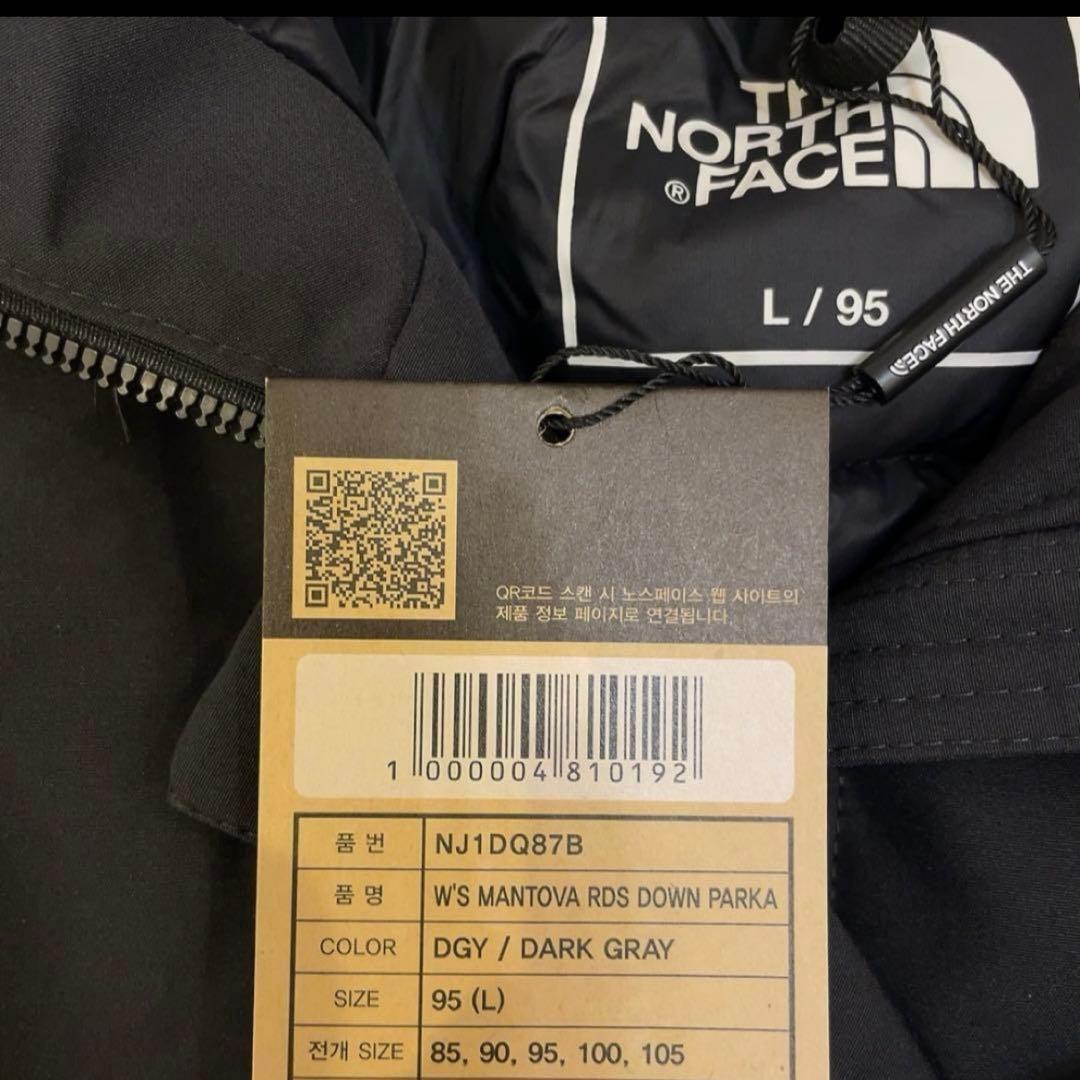 THE
NORTH
FACE
®
L / 95
THE NORTH FACE
QR코드 스캔 시 노스페이스 웹 사이트의
제품 정보 페이지로 연결됩니다.
1 000004 810192
품 번 NJ1DQ87B
품 명 W'S MANTOVA RDS DOWN PARKA
COLOR DGY / DARK GRAY
SIZE 95 (L)
전개 SIZE 85, 90, 95, 100, 105